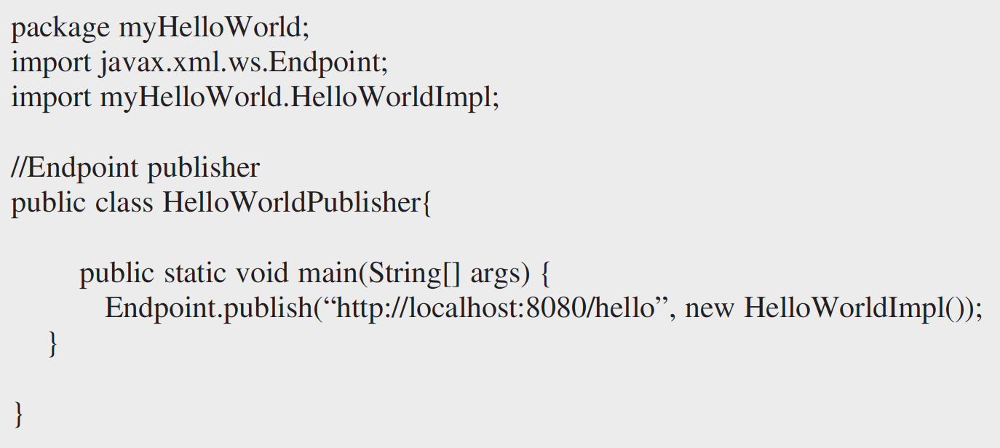 package myHelloWorld;
import javax.xml.ws.Endpoint;
import myHelloWorld.HelloWorldImpl;
//Endpoint publisher
public class HelloWorldPublisher{
public static void main(String[] args) {
Endpoint.publish(“http://localhost:8080/hello”, new HelloWorldImpl());
}
}